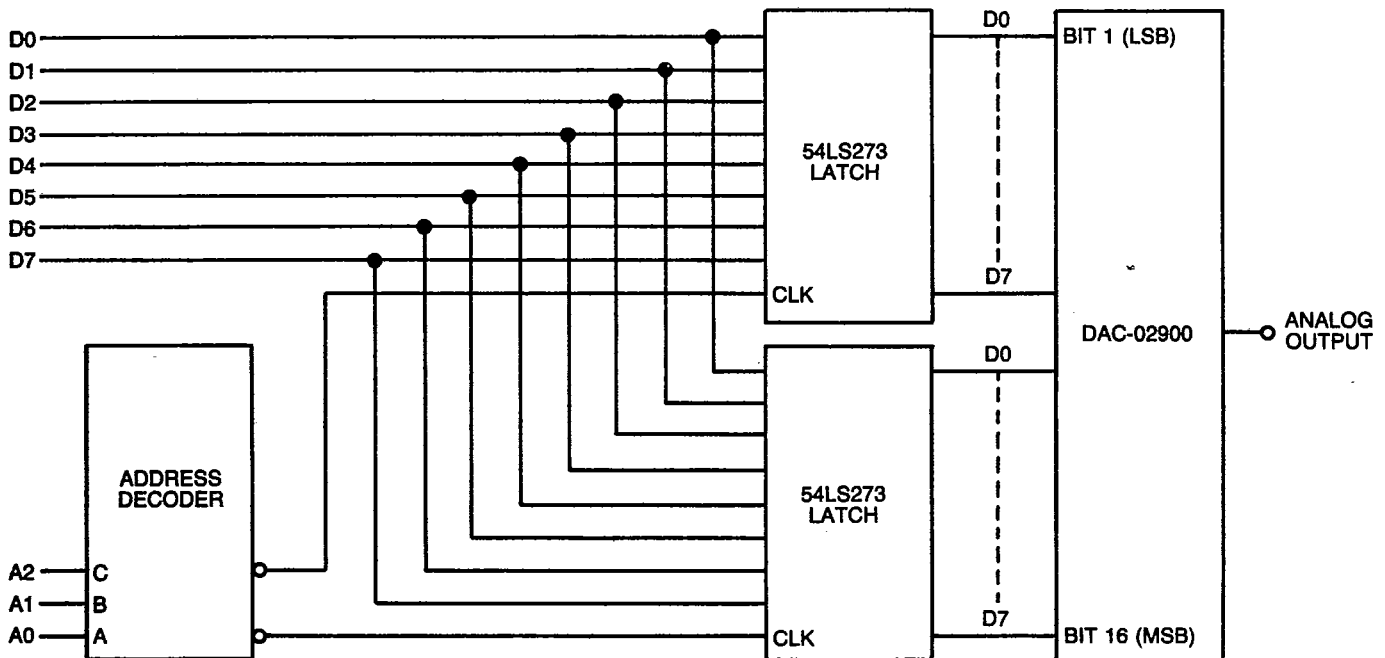 D0
D1
D2
D3
D4
D5
D6
D7
54LS273
LATCH
CLK
D0
D7
BIT 1 (LSB)
DAC-02900
ANALOG
OUTPUT
ADDRESS
DECODER
A2
A1
A0
C
B
A
54LS273
LATCH
CLK
D0
D7
BIT 16 (MSB)